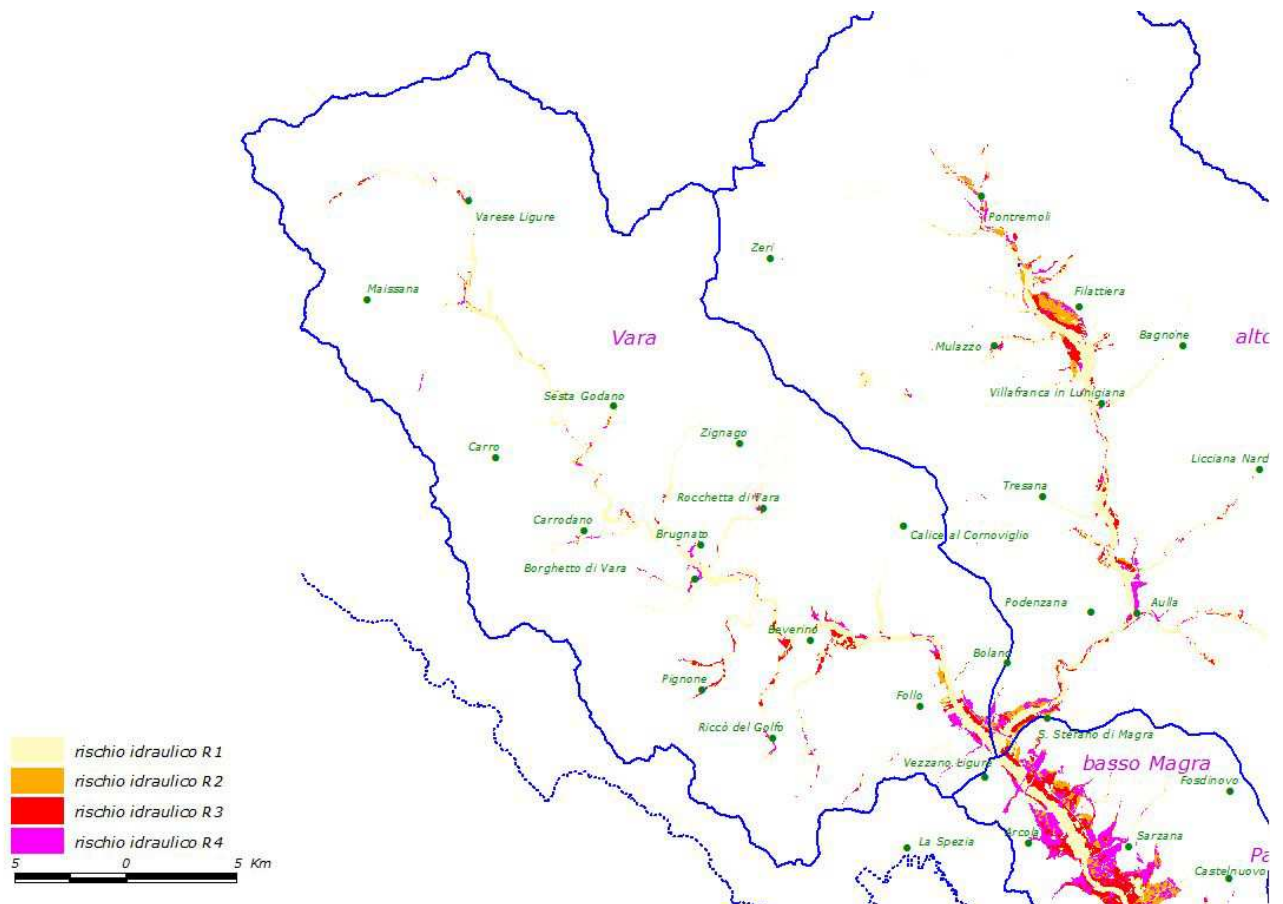 Varese Ligure
Pontremoli
Zeri
Maissana
Filattiera
Vara
Mulazzo
Bagnone
alto
Sesta Godano
Villafranca in Lunigiana
Zignago
Carro
Licciana Nard
Rocchetta di Vara
Tresana
Carrodano
Brugnato
Calice al Cornoviglio
Borghetto di Vara
Podenzana
Aulla
Beverino
Bolano
Pignone
Follo
Riccò del Golfo
S. Stefano di Magra
Vezzano Ligure
basso Magra
Fosdinovo
Arcola
Sarzana
La Spezia
Pa
Castelnuovo
rischio idraulico R1
rischio idraulico R2
rischio idraulico R3
rischio idraulico R4
5 0 5 Km